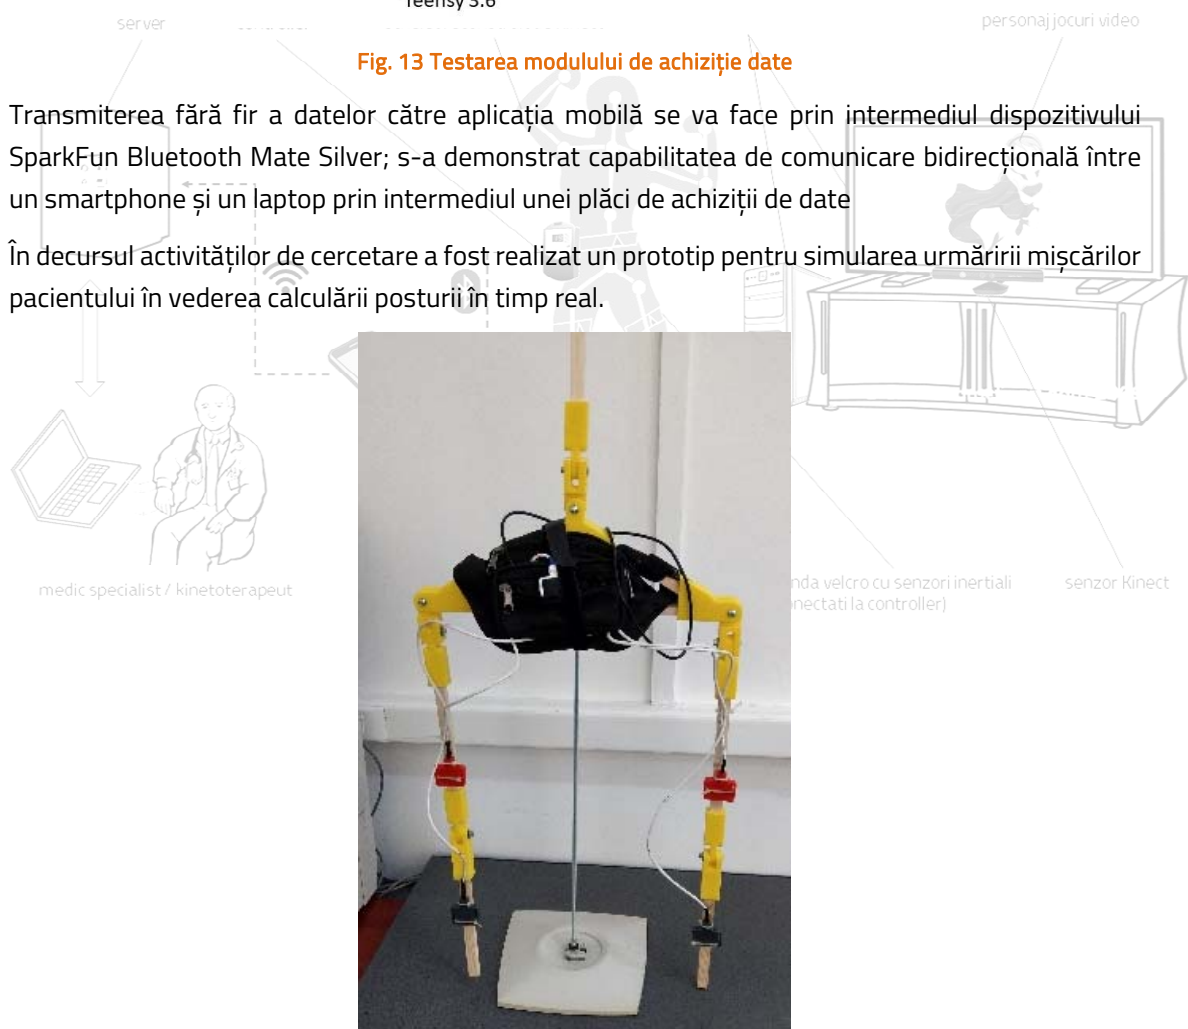 Teensy 3.6
server
personaj jocuri video
Fig. 13 Testarea modulului de achiziție date
Transmiterea fără fir a datelor către aplicația mobilă se va face prin intermediul dispozitivului
SparkFun Bluetooth Mate Silver; s-a demonstrat capabilitatea de comunicare bidirecțională între
un smartphone și un laptop prin intermediul unei plăci de achiziții de date
În decursul activităților de cercetare a fost realizat un prototip pentru simularea urmăririi mișcărilor
pacientului în vederea calculării posturii în timp real.
medic specialist / kinetoterapeut
velcro cu senzori inertiali
la controller)
senzor Kinect